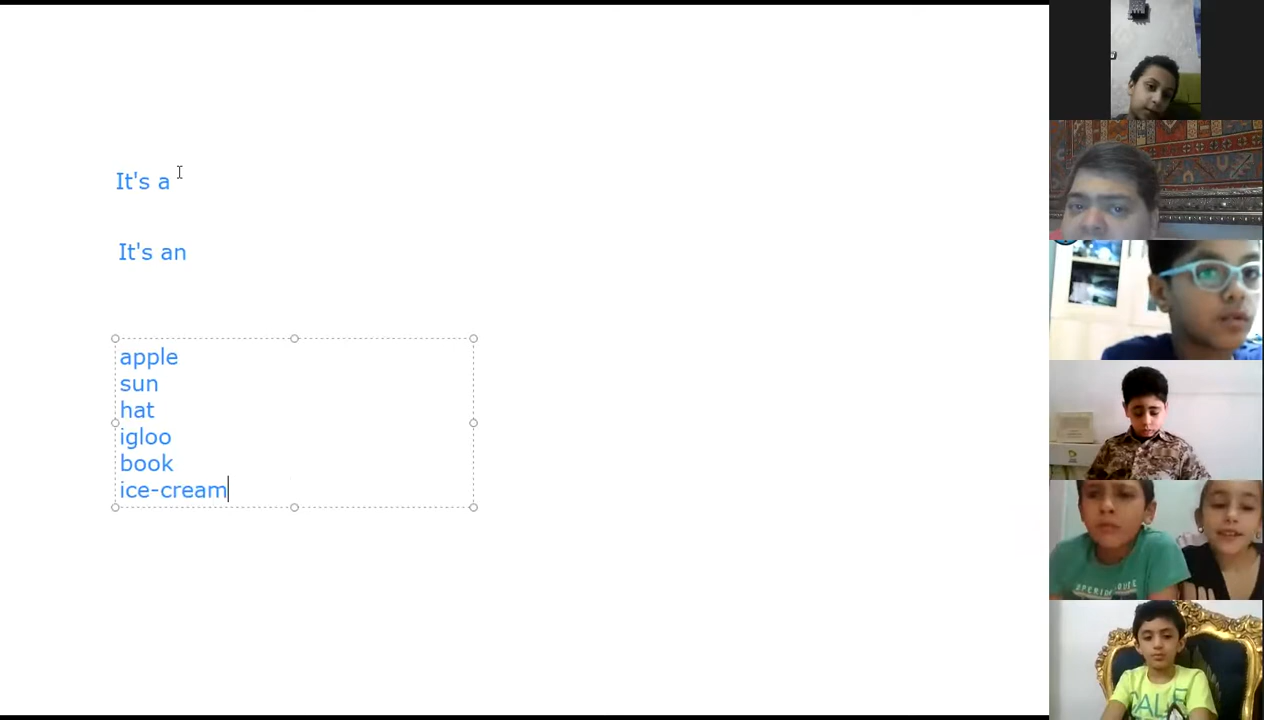 It's a
It's an
apple
sun
hat
igloo
book
ice-cream